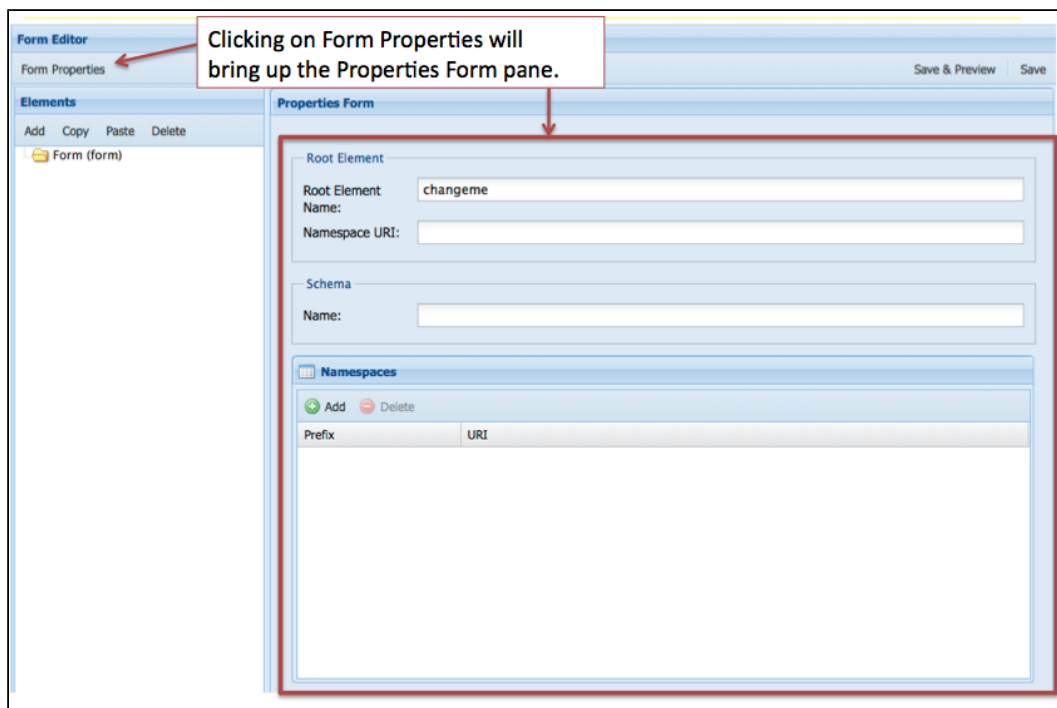 Form Editor
Clicking on Form Properties will
bring up the Properties Form pane.
Form Properties
Save & Preview Save
Elements
Properties Form
Add Copy Paste Delete
Form (form)
Root Element
Root Element
Name:
changeme
Namespace URI:
Schema
Name:
Namespaces
Add Delete
Prefix URI